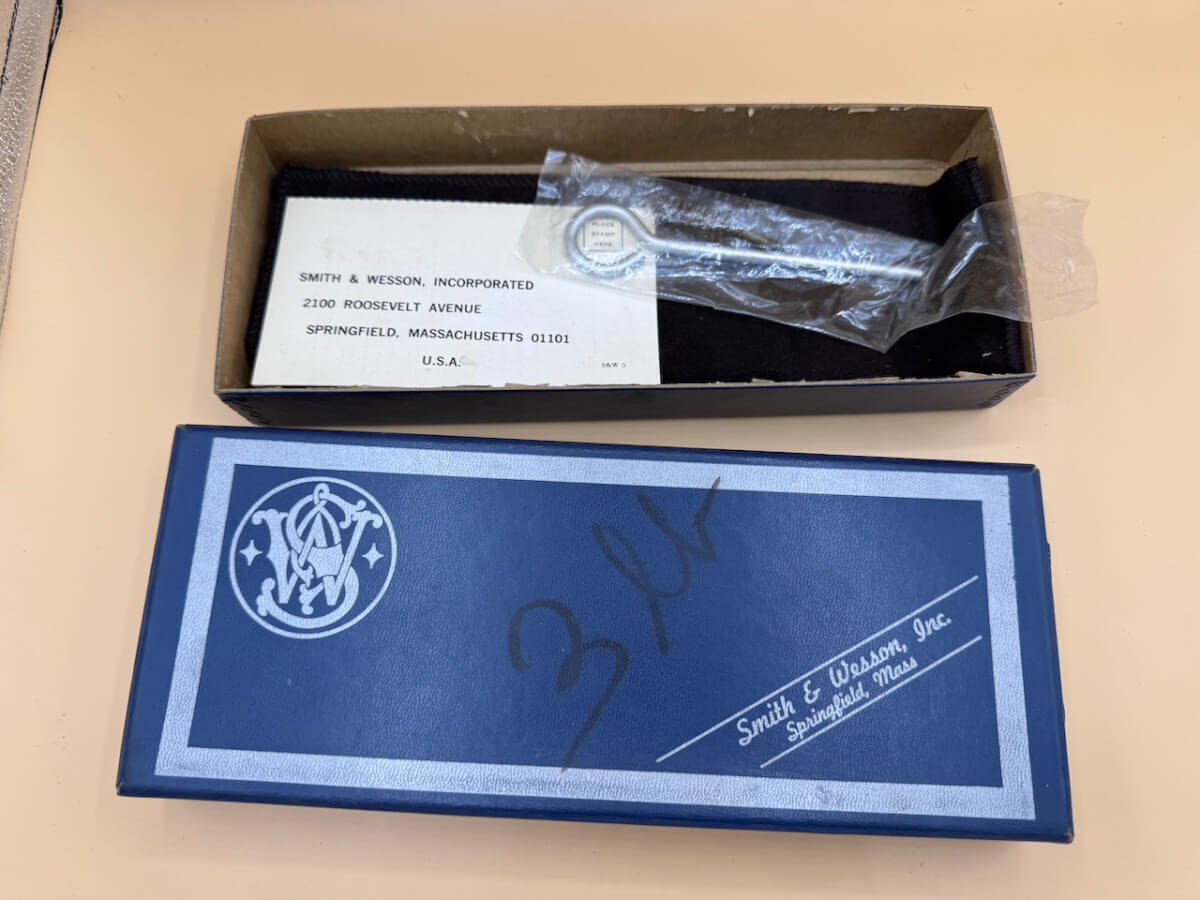 PLACE
STAMP
HERE
SMITH & WESSON, INCORPORATED
2100 ROOSEVELT AVENUE
SPRINGFIELD, MASSACHUSETTS 01101
U.S.A.
S&W 5
Smith & Wesson, Inc.
Springfield, Mass